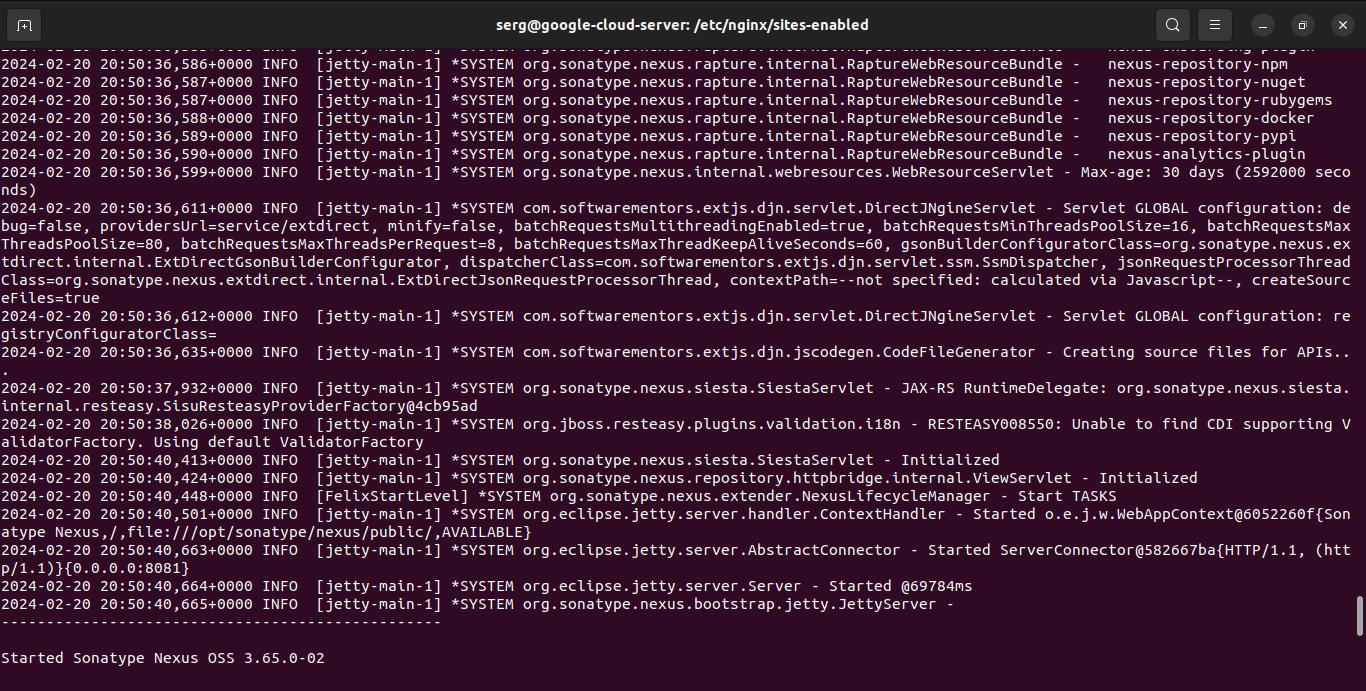 serg@google-cloud-server: /etc/nginx/sites-enabled
2024-02-20 20:50:36,586+0000 INFO  [jetty-main-1] *SYSTEM org.sonatype.nexus.rapture.internal.RaptureWebResourceBundle -   nexus-repository-npm
2024-02-20 20:50:36,587+0000 INFO  [jetty-main-1] *SYSTEM org.sonatype.nexus.rapture.internal.RaptureWebResourceBundle -   nexus-repository-nuget
2024-02-20 20:50:36,587+0000 INFO  [jetty-main-1] *SYSTEM org.sonatype.nexus.rapture.internal.RaptureWebResourceBundle -   nexus-repository-rubygems
2024-02-20 20:50:36,588+0000 INFO  [jetty-main-1] *SYSTEM org.sonatype.nexus.rapture.internal.RaptureWebResourceBundle -   nexus-repository-docker
2024-02-20 20:50:36,589+0000 INFO  [jetty-main-1] *SYSTEM org.sonatype.nexus.rapture.internal.RaptureWebResourceBundle -   nexus-repository-pypi
2024-02-20 20:50:36,590+0000 INFO  [jetty-main-1] *SYSTEM org.sonatype.nexus.rapture.internal.RaptureWebResourceBundle -   nexus-analytics-plugin
2024-02-20 20:50:36,599+0000 INFO  [jetty-main-1] *SYSTEM org.sonatype.nexus.internal.webresources.WebResourceServlet - Max-age: 30 days (2592000 seco
nds)
2024-02-20 20:50:36,611+0000 INFO  [jetty-main-1] *SYSTEM com.softwarementors.extjs.djn.servlet.DirectJNgineServlet - Servlet GLOBAL configuration: de
bug=false, providersUrl=service/extdirect, minify=false, batchRequestsMultithreadingEnabled=true, batchRequestsMinThreadsPoolSize=16, batchRequestsMax
ThreadsPoolSize=80, batchRequestsMaxThreadsPerRequest=8, batchRequestsMaxThreadKeepAliveSeconds=60, gsonBuilderConfiguratorClass=org.sonatype.nexus.ex
tdirect.internal.ExtDirectGsonBuilderConfigurator, dispatcherClass=com.softwarementors.extjs.djn.servlet.ssm.SsmDispatcher, jsonRequestProcessorThread
Class=org.sonatype.nexus.extdirect.internal.ExtDirectJsonRequestProcessorThread, contextPath=--not specified: calculated via Javascript--, createSourc
eFiles=true
2024-02-20 20:50:36,612+0000 INFO  [jetty-main-1] *SYSTEM com.softwarementors.extjs.djn.servlet.DirectJNgineServlet - Servlet GLOBAL configuration: re
gistryConfiguratorClass=
2024-02-20 20:50:36,635+0000 INFO  [jetty-main-1] *SYSTEM com.softwarementors.extjs.djn.jscodegen.CodeFileGenerator - Creating source files for APIs..
.
2024-02-20 20:50:37,932+0000 INFO  [jetty-main-1] *SYSTEM org.sonatype.nexus.siesta.SiestaServlet - JAX-RS RuntimeDelegate: org.sonatype.nexus.siesta.
internal.resteasy.SisuResteasyProviderFactory@4cb95ad
2024-02-20 20:50:38,026+0000 INFO  [jetty-main-1] *SYSTEM org.jboss.resteasy.plugins.validation.i18n - RESTEASY008550: Unable to find CDI supporting V
alidatorFactory. Using default ValidatorFactory
2024-02-20 20:50:40,413+0000 INFO  [jetty-main-1] *SYSTEM org.sonatype.nexus.siesta.SiestaServlet - Initialized
2024-02-20 20:50:40,424+0000 INFO  [jetty-main-1] *SYSTEM org.sonatype.nexus.repository.httpbridge.internal.ViewServlet - Initialized
2024-02-20 20:50:40,448+0000 INFO  [FelixStartLevel] *SYSTEM org.sonatype.nexus.extender.NexusLifecycleManager - Start TASKS
2024-02-20 20:50:40,501+0000 INFO  [jetty-main-1] *SYSTEM org.eclipse.jetty.server.handler.ContextHandler - Started o.e.j.w.WebAppContext@6052260f{Son
atype Nexus,/,file:///opt/sonatype/nexus/public/,AVAILABLE}
2024-02-20 20:50:40,663+0000 INFO  [jetty-main-1] *SYSTEM org.eclipse.jetty.server.AbstractConnector - Started ServerConnector@582667ba{HTTP/1.1, (htt
p/1.1)}{0.0.0.0:8081}
2024-02-20 20:50:40,664+0000 INFO  [jetty-main-1] *SYSTEM org.eclipse.jetty.server.Server - Started @69784ms
2024-02-20 20:50:40,665+0000 INFO  [jetty-main-1] *SYSTEM org.sonatype.nexus.bootstrap.jetty.JettyServer -
-------------------------------------------------
Started Sonatype Nexus OSS 3.65.0-02